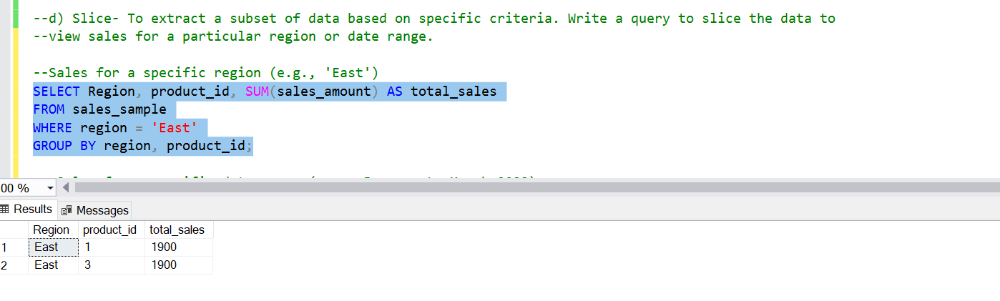 --d) Slice- To extract a subset of data based on specific criteria. Write a query to slice the data to
--view sales for a particular region or date range.
--Sales for a specific region (e.g., 'East')
SELECT Region, product_id, SUM(sales_amount) AS total_sales
FROM sales_sample
WHERE region = 'East'
GROUP BY region, product_id;
00 %
Results Messages
Region product_id total_sales
1 East 1 1900
2 East 3 1900